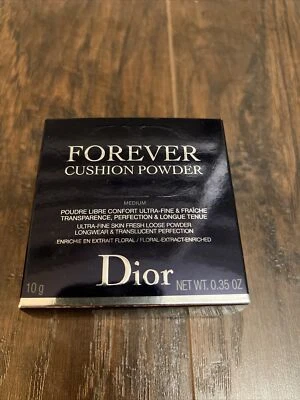 FOREVER
CUSHION POWDER
MEDIUM
POUDRE LIBRE CONFORT ULTRA-FINE & FRAÎCHE
TRANSPARENCE, PERFECTION & LONGUE TENUE
ULTRA-FINE SKIN FRESH LOOSE POWDER
LONGWEAR & TRANSLUCENT PERFECTION
ENRICHIE EN EXTRAIT FLORAL / FLORAL-EXTRACT-ENRICHED
Dior
10 g
NET WT. 0.35 OZ